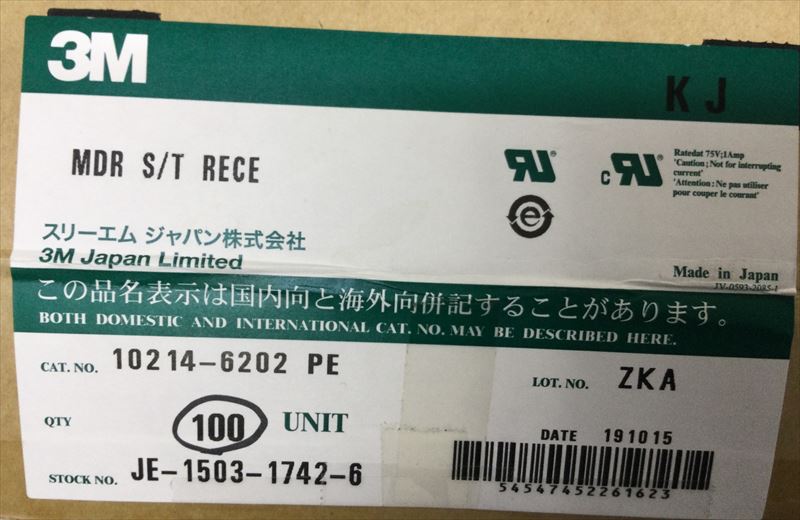 3M
K J
MDR S/T RECE
c
Ratedat 75V;1Amp
'Caution; Not for interrupting
current'
'Attention: Ne pas utiliser
pour couper le courant'
スリーエム ジャパン株式会社
3M Japan Limited
Made in Japan
JV-0593-2085-1
この品名表示は国内向と海外向併記することがあります。
BOTH DOMESTIC AND INTERNATIONAL CAT. NO. MAY BE DESCRIBED HERE.
CAT. NO. 10214-6202 PE
LOT. NO. ZKA
QTY 100 UNIT
DATE 191015
STOCK NO. JE-1503-1742-6
54547452261623